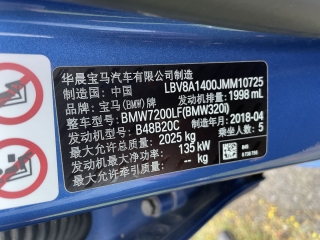 华晨宝马汽车有限公司制造
制造国：中国 LBV8A1400JMM10725
品牌：宝马(BMW)牌 发动机排量：1998 mL
整车型号：BMW7200LF(BMW320i)
发动机型号：B48B20C 制造年月：2018-04
最大允许总质量：2025 kg 乘坐人数：5
发动机最大净功率：135 kW
最大允许牵引质量：-- kg